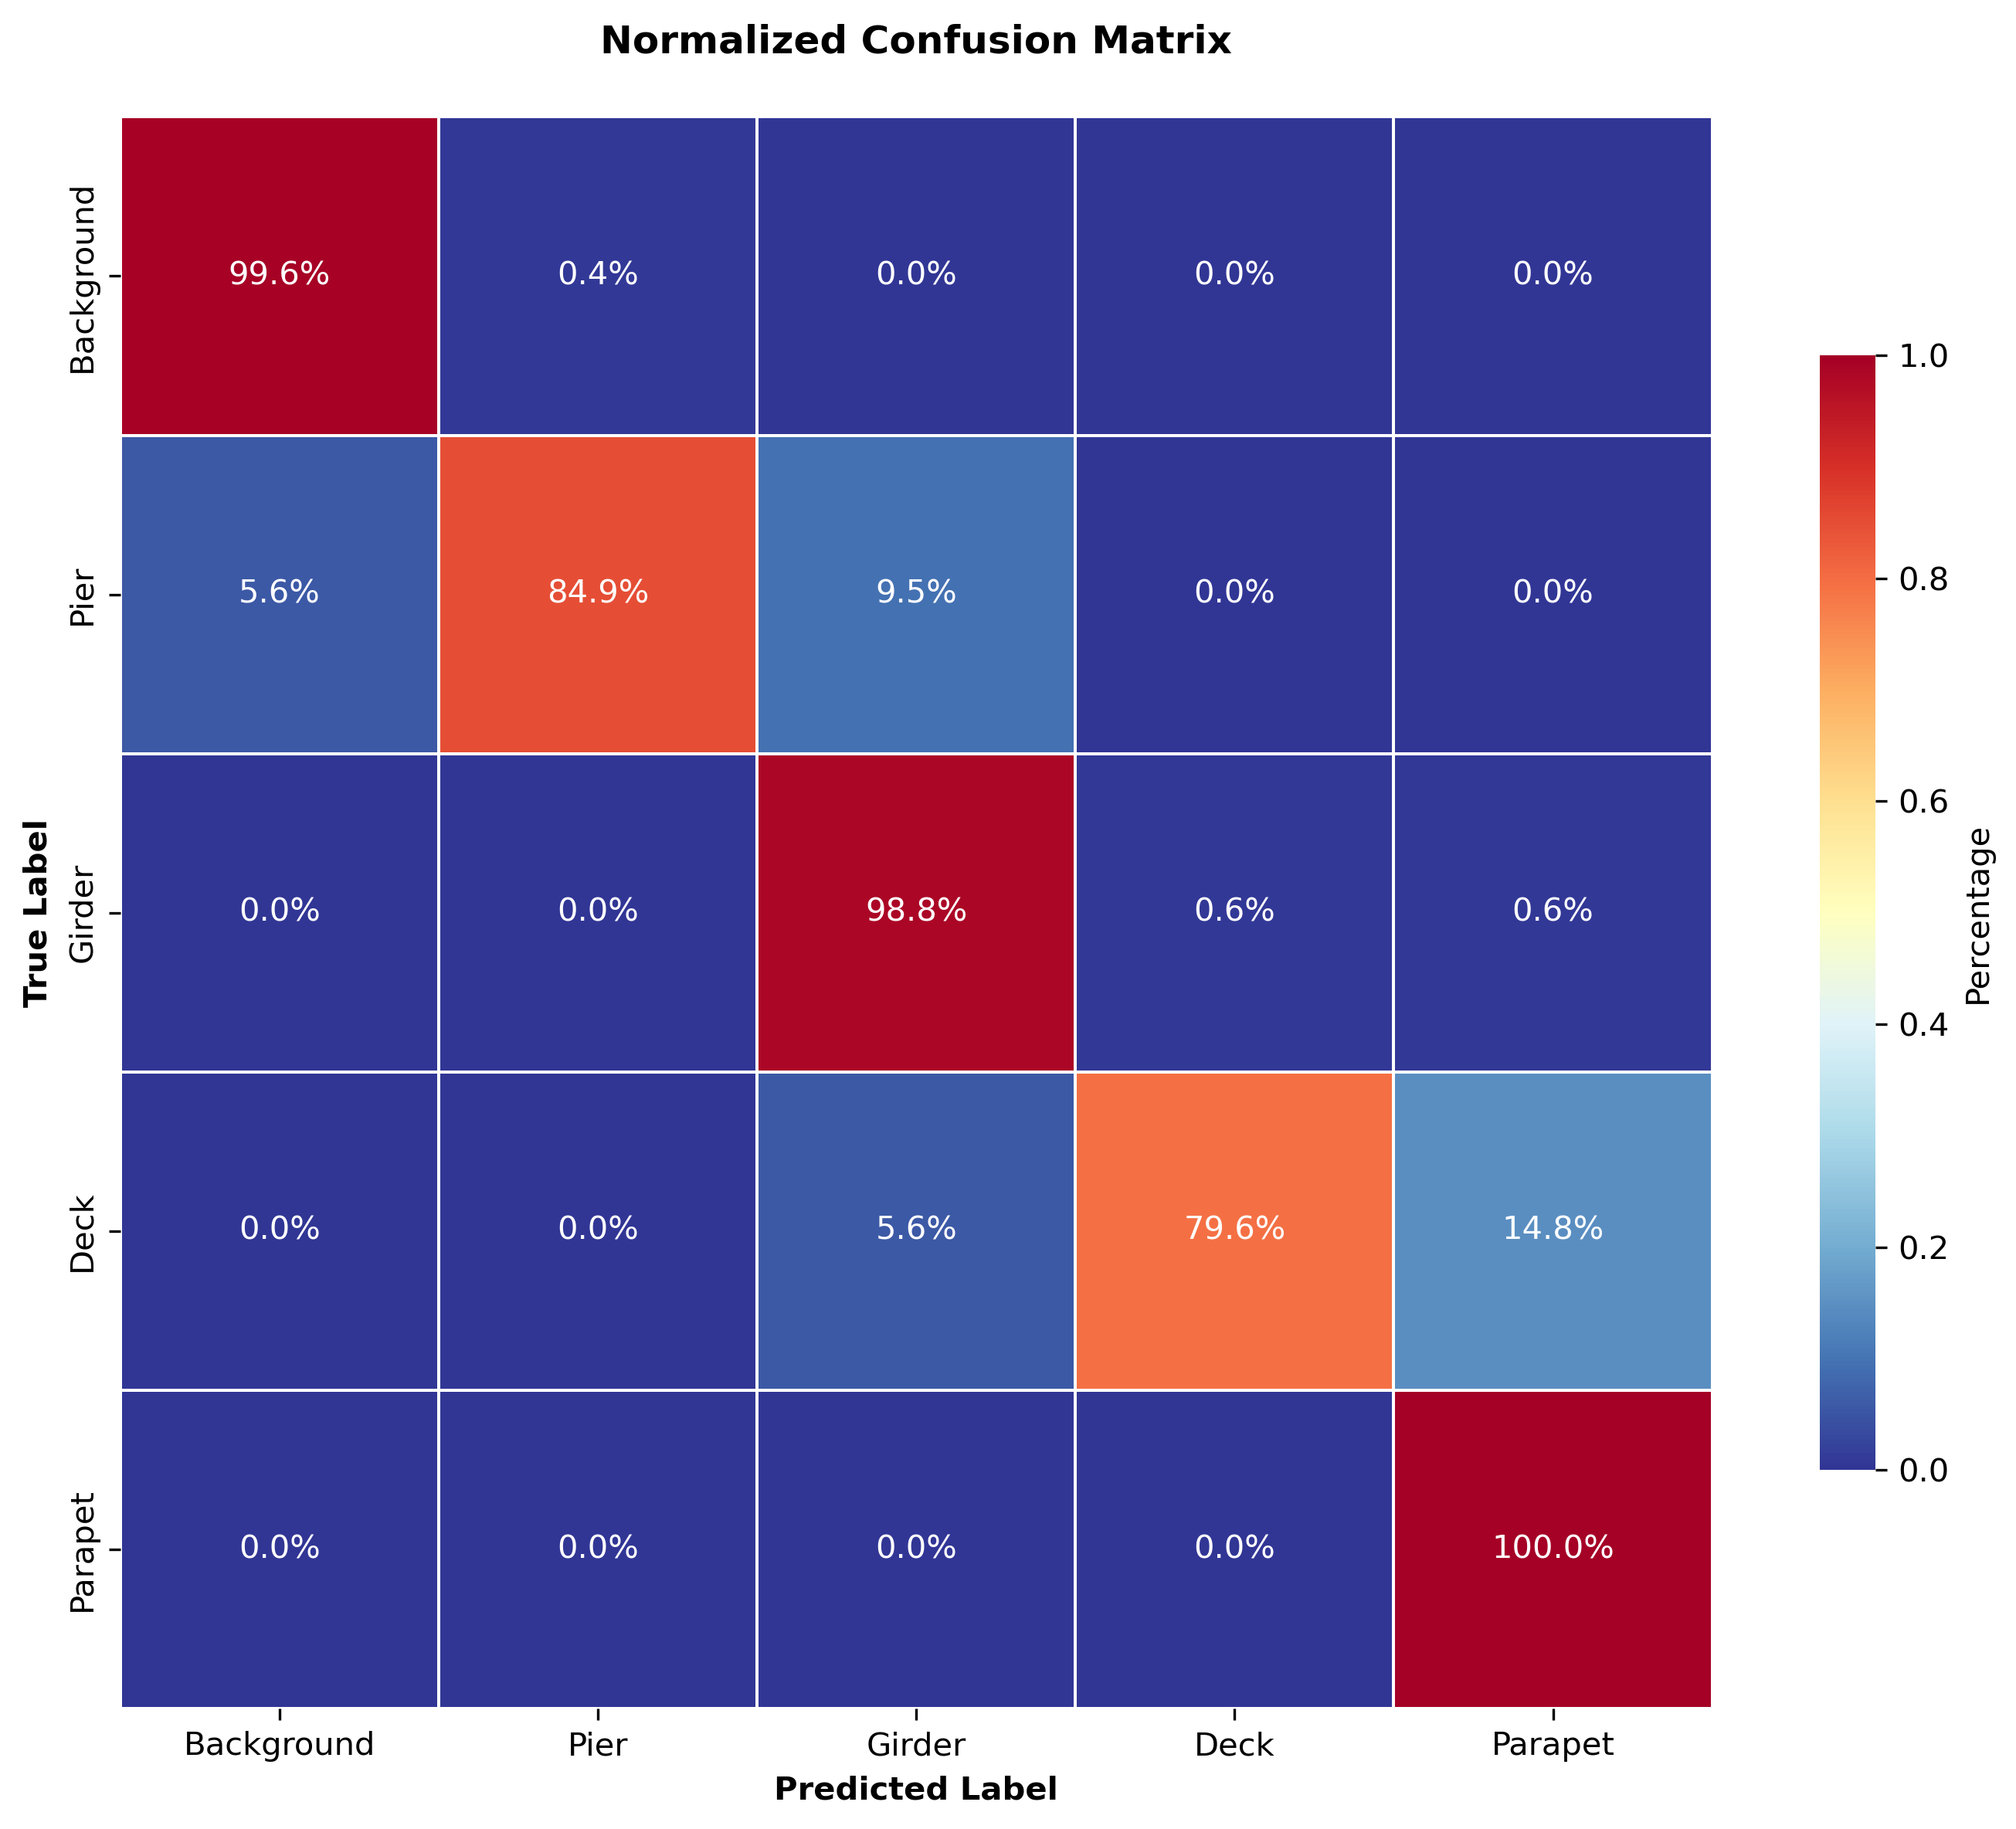 Normalized Confusion Matrix
True Label
Background
99.6% 0.4% 0.0% 0.0% 0.0%
Pier
5.6% 84.9% 9.5% 0.0% 0.0%
Girder
0.0% 0.0% 98.8% 0.6% 0.6%
Deck
0.0% 0.0% 5.6% 79.6% 14.8%
Parapet
0.0% 0.0% 0.0% 0.0% 100.0%
Background Pier Girder Deck Parapet
Predicted Label
1.0
0.8
0.6
0.4
0.2
0.0
Percentage